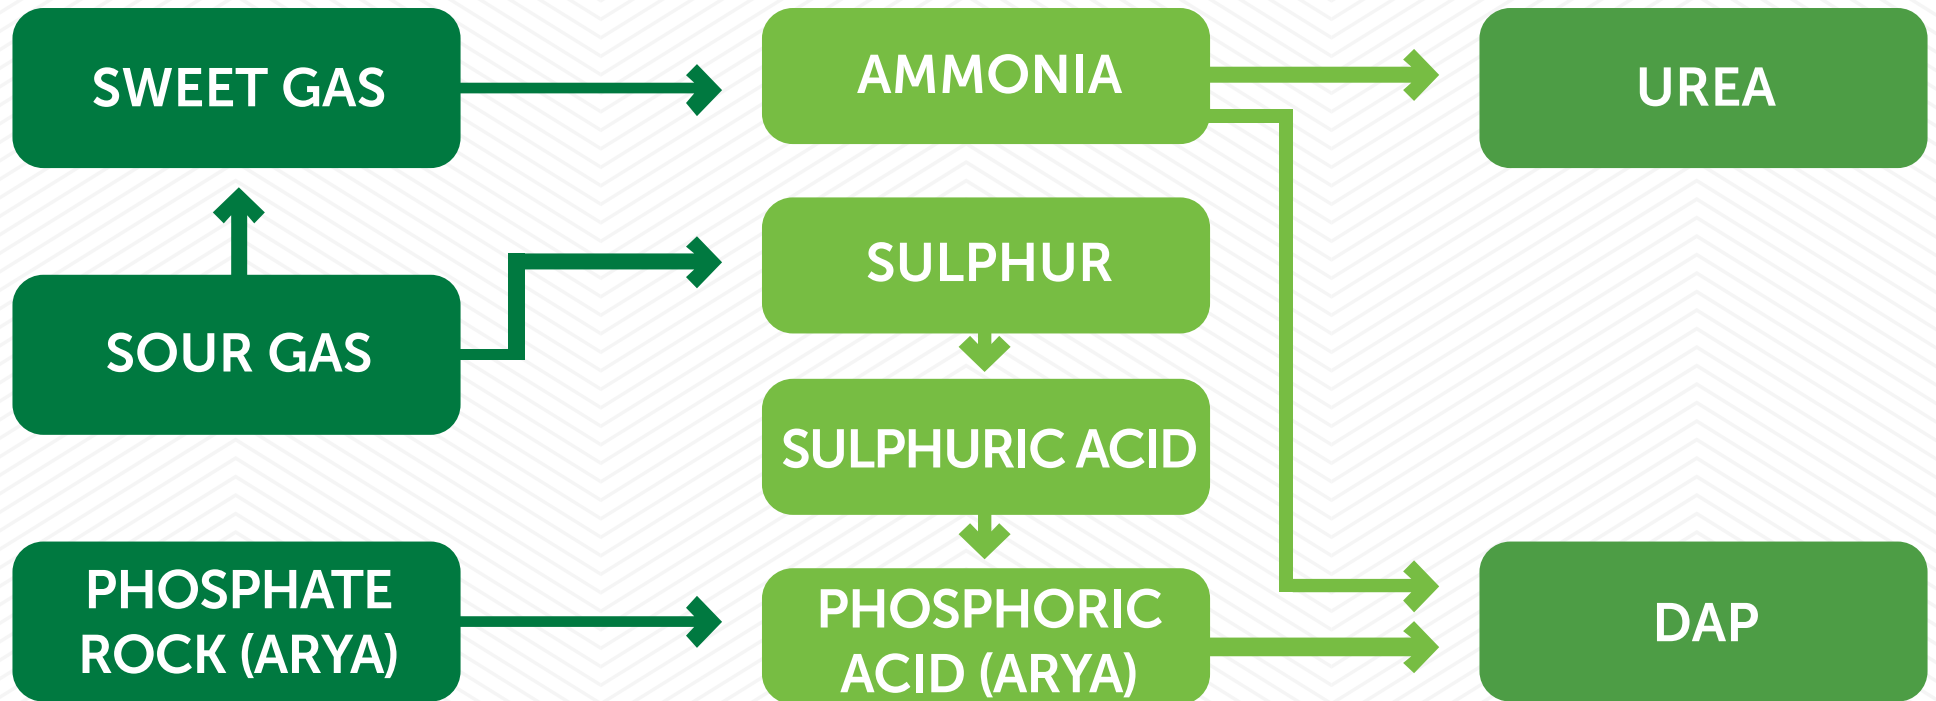 SWEET GAS
AMMONIA
UREA
SULPHUR
SOUR GAS
SULPHURIC ACID
PHOSPHATE
ROCK (ARYA)
PHOSPHORIC
ACID (ARYA)
DAP